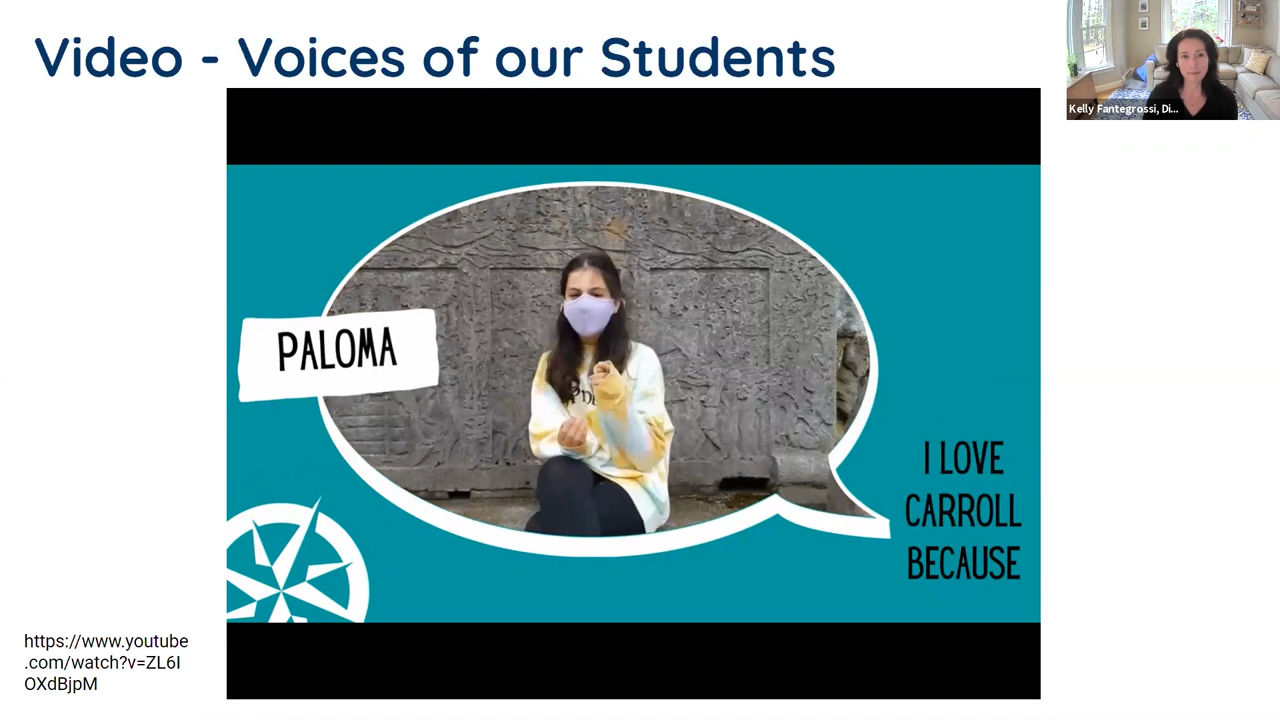 Video - Voices of our Students
Kelly Fantegrossi, Di...
PALOMA
I LOVE
CARROLL
BECAUSE
https://www.youtube
.com/watch?v=ZL6I
OXdBjpM